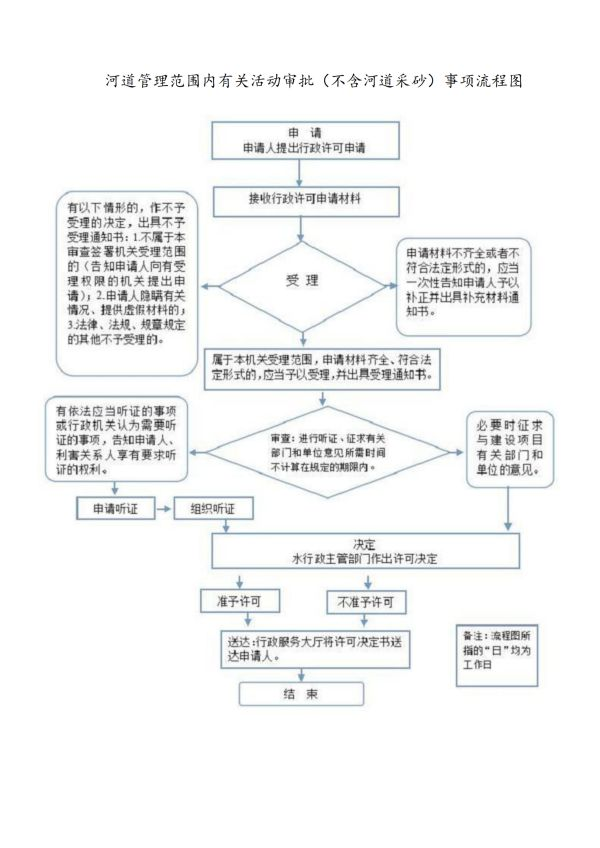 河道管理范围内有关活动审批（不含河道采砂）事项流程图
申　请
申请人提出行政许可申请
接收行政许可申请材料
有以下情形的，作不予
受理的决定，出具不予
受理通知书：1.不属于本
审查签署机关受理范围
的（告知申请人向有受
理权限的机关提出申
请）；2.申请人隐瞒有关
情况、提供虚假材料的；
3.法律、法规、规章规定
的其他不予受理的。
受 理
申请材料不齐全或者不
符合法定形式的，应当
一次性告知申请人予以
补正并出具补充材料通
知书。
属于本机关受理范围，申请材料齐全、符合法
定形式的，应当予以受理，并出具受理通知书。
有依法应当听证的事项
或行政机关认为需要听
证的事项，告知申请人、
利害关系人享有要求听
证的权利。
审查：进行听证、征求有关
部门和单位意见所需时间
不计算在规定的期限内。
必要时征求
与建设项目
有关部门和
单位的意见。
申请听证
组织听证
决定
水行政主管部门作出许可决定
准予许可
不准予许可
送达：行政服务大厅将许可决定书送
达申请人。
备注：流程图所
指的“日”均为
工作日
结　束